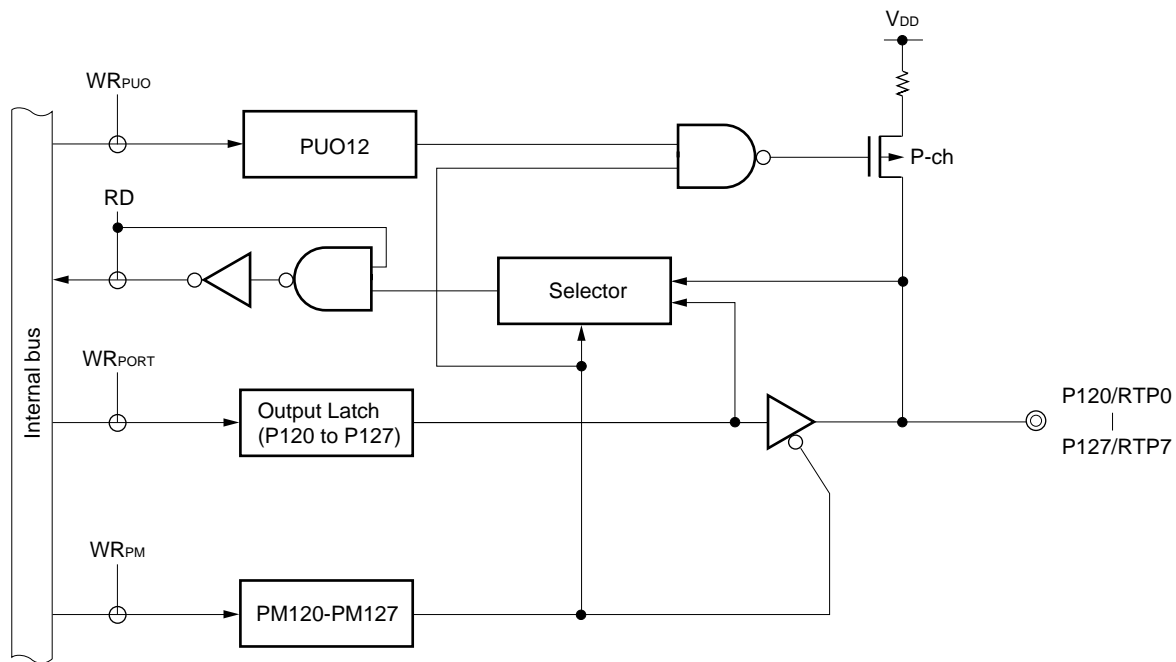 VDD
WRPUO
PUO12
P-ch
RD
Selector
Internal bus
WRPORT
Output Latch
(P120 to P127)
P120/RTP0
P127/RTP7
WRPM
PM120-PM127